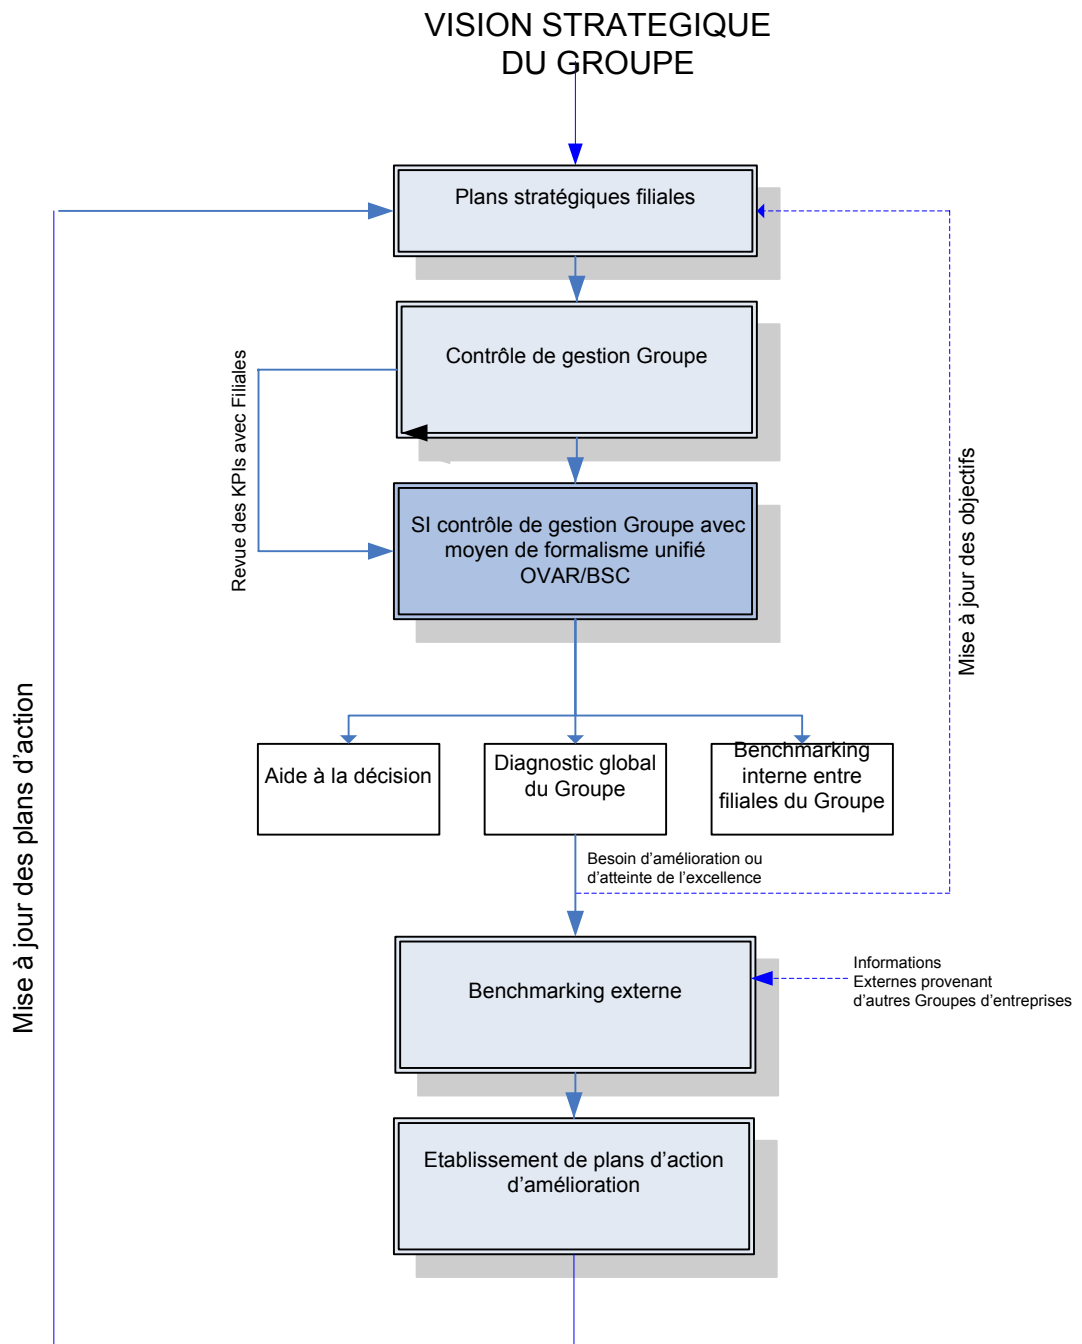 VISION STRATEGIQUE
DU GROUPE
Plans stratégiques filiales
Contrôle de gestion Groupe
Revue des KPIs avec Filiales
SI contrôle de gestion Groupe avec
moyen de formalisme unifié
OVAR/BSC
Mise à jour des objectifs
Mise à jour des plans d’action
Aide à la décision
Diagnostic global
du Groupe
Benchmarking
interne entre
filiales du Groupe
Besoin d’amélioration ou
d’atteinte de l’excellence
Benchmarking externe
Informations
Externes provenant
d’autres Groupes d’entreprises
Etablissement de plans d’action
d’amélioration